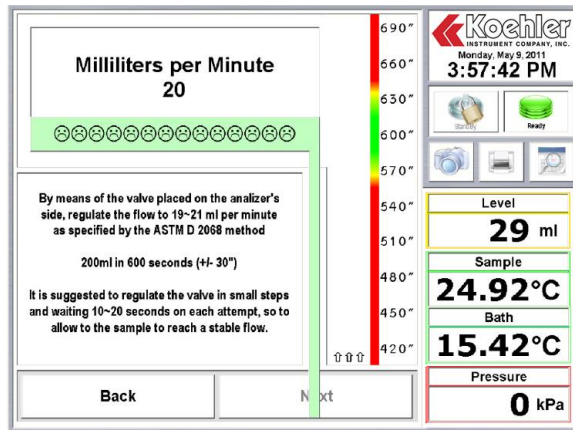 Milliliters per Minute
20
By means of the valve placed on the analizer's
side, regulate the flow to 19~21 ml per minute
as specified by the ASTM D 2068 method
200ml in 600 seconds (+/- 30")
It is suggested to regulate the valve in small steps
and waiting 10~20 seconds on each attempt, so to
allow to the sample to reach a stable flow.
Back
690"
660"
630"
600"
570"
540"
510"
480"
450"
420"
Koehler
INSTRUMENT COMPANY, INC.
Monday, May 9, 2011
3:57:42 PM
Ready
Level
29 ml
Sample
24.92°C
Bath
15.42°C
Pressure
0 kPa